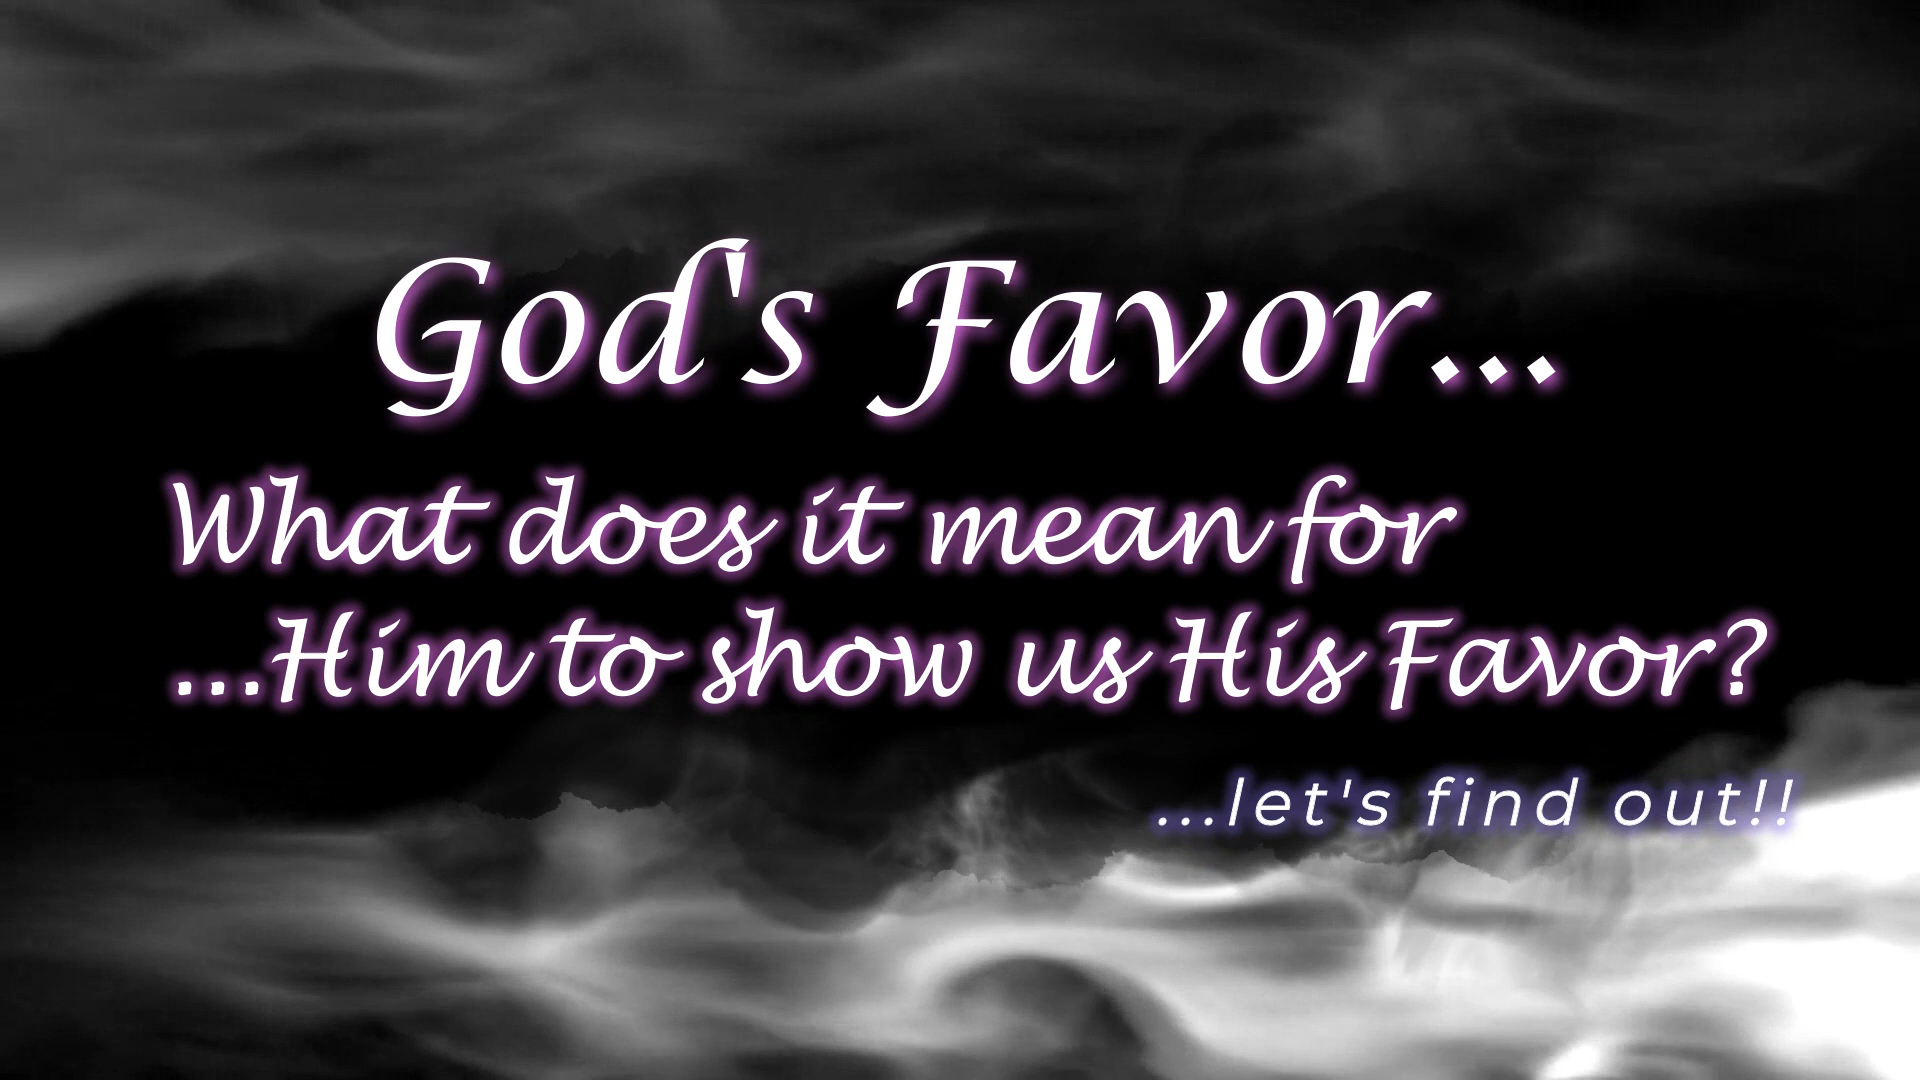 God's Favor...
What does it mean for
...Him to show us His Favor?
...let's find out!!